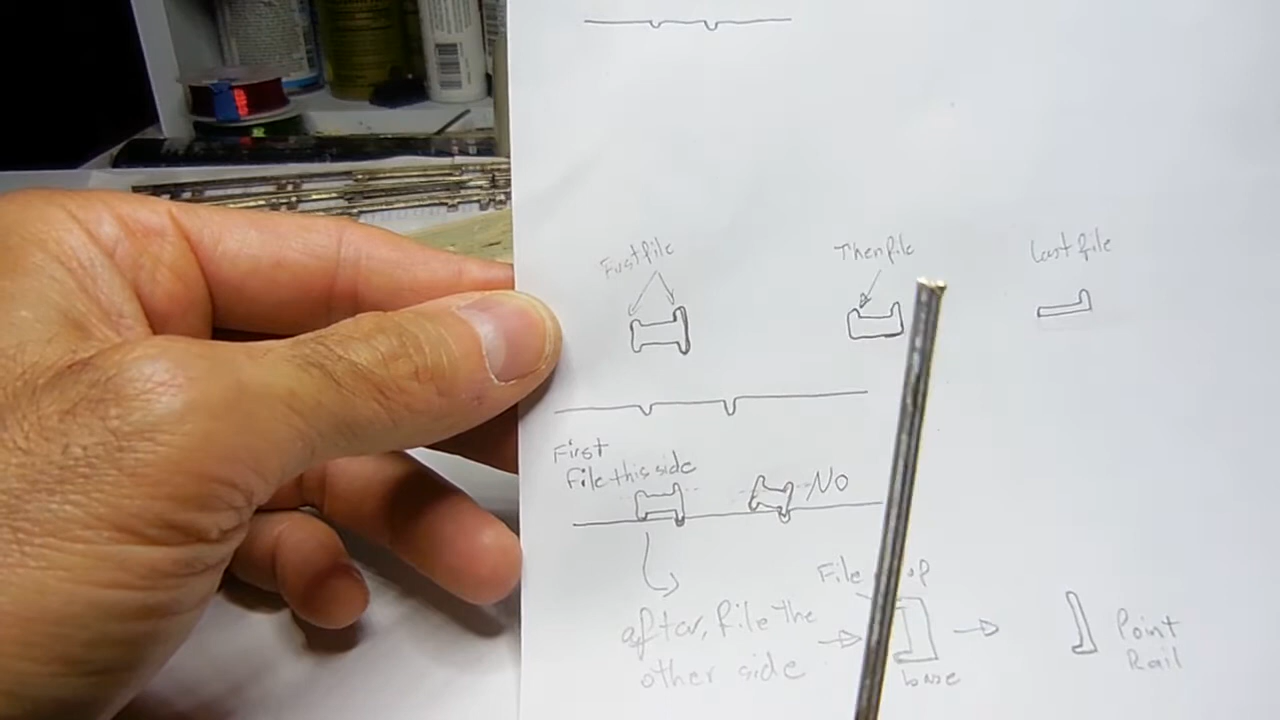 First file
Then file
Last file
First
File this side
No
File
op
after, file the
other side
base
Point
Rail